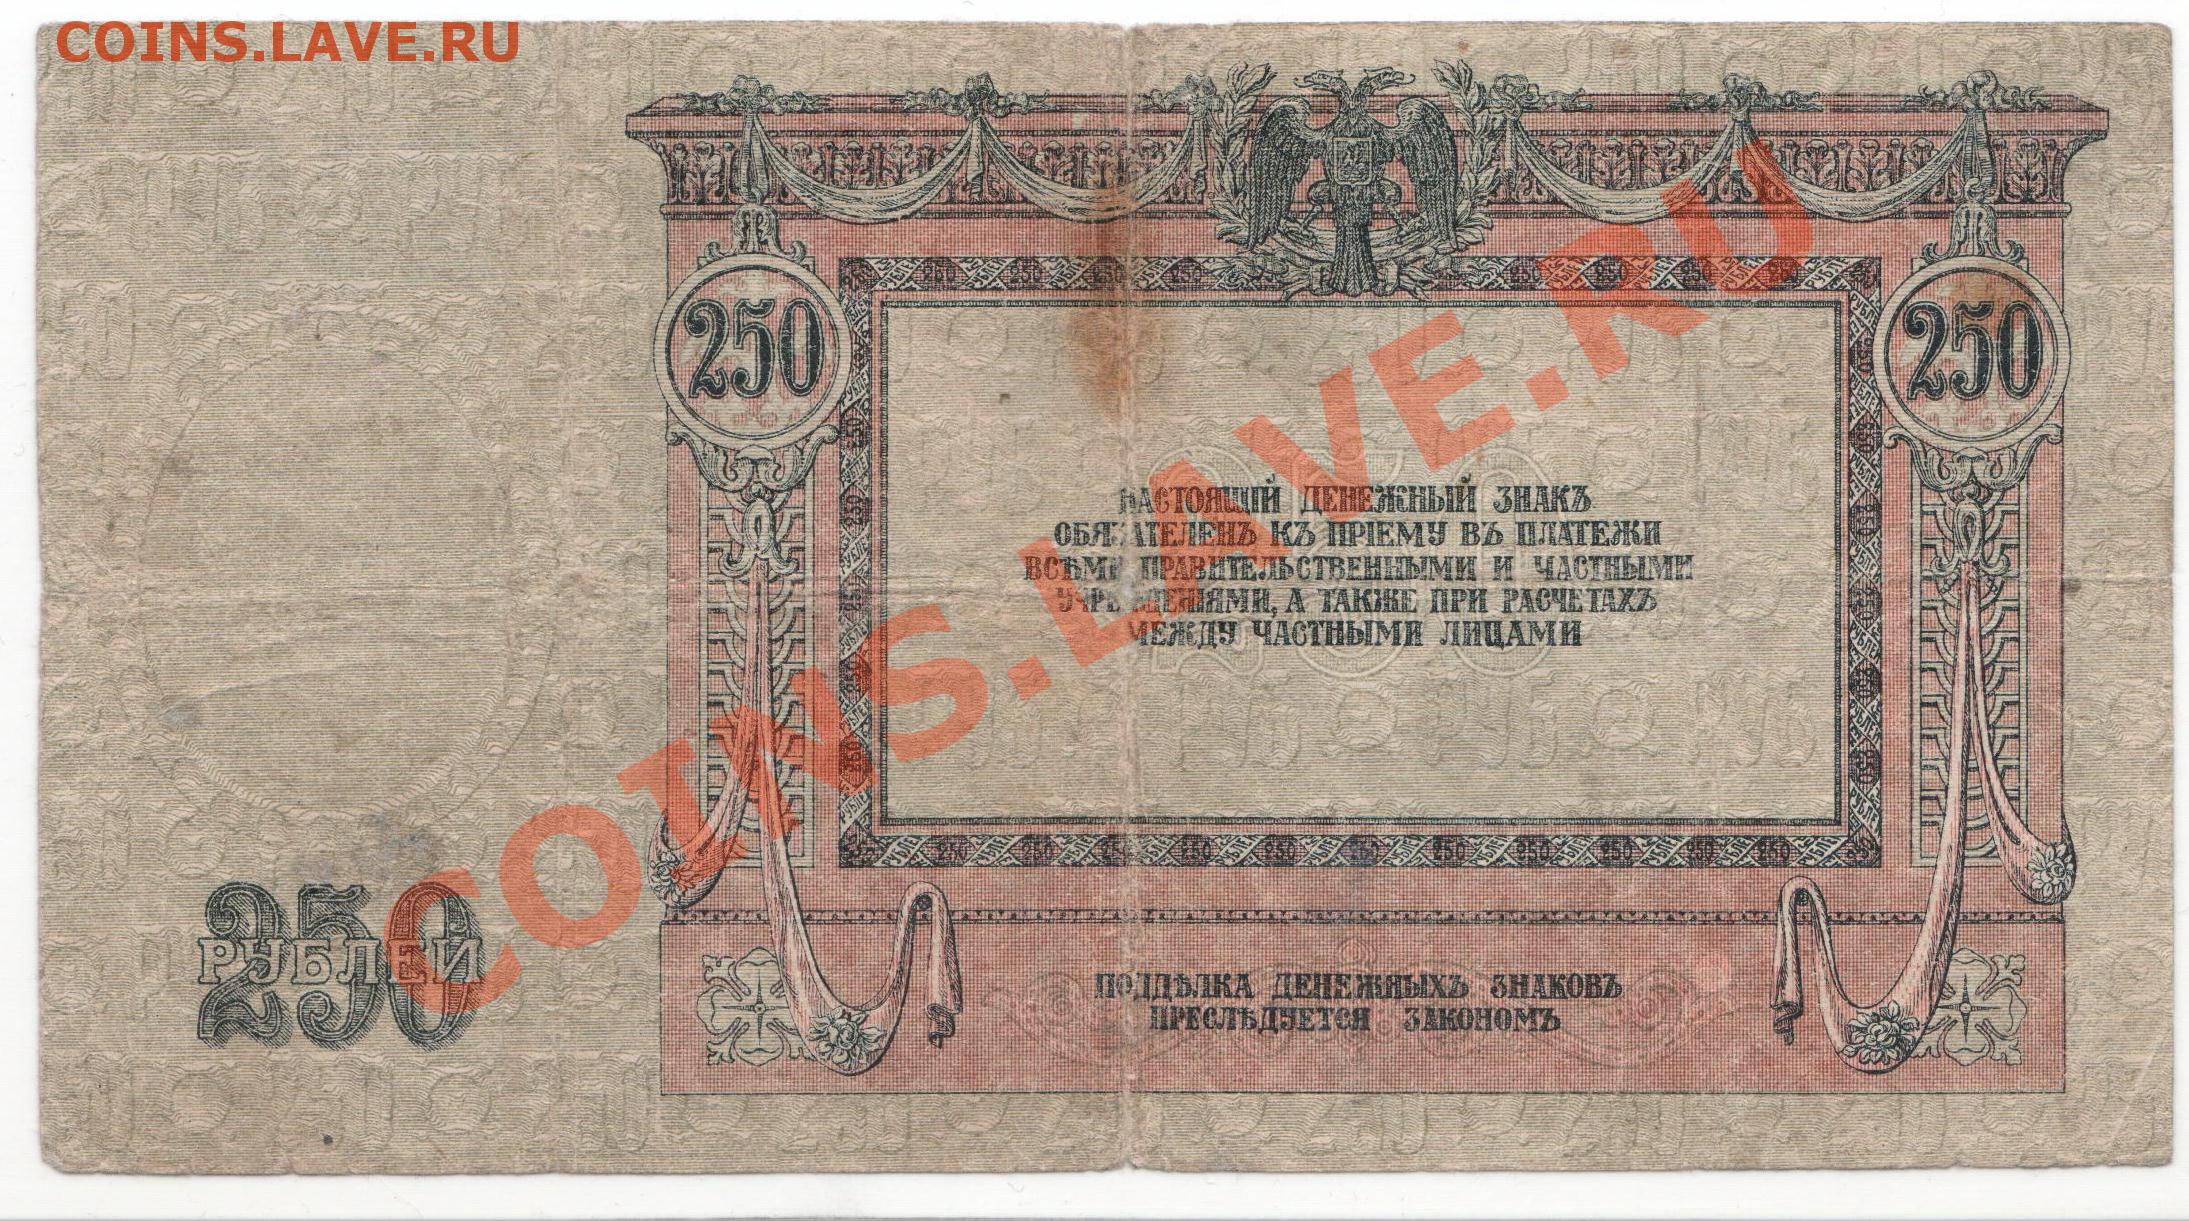 COINS.LAVE.RU
250
250
НАСТОЯЩІЙ ДЕНЕЖНЫЙ ЗНАКЪ
ОБЯЗАТЕЛЕНЪ КЪ ПРІЕМУ ВЪ ПЛАТЕЖИ
ВСѢМИ ПРАВИТЕЛЬСТВЕННЫМИ И ЧАСТНЫМИ
УЧРЕЖДЕНІЯМИ, А ТАКЖЕ ПРИ РАСЧЕТАХЪ
МЕЖДУ ЧАСТНЫМИ ЛИЦАМИ
COINS.LAVE.RU
250
РУБЛЕЙ
ПОДДѢЛКА ДЕНЕЖНЫХЪ ЗНАКОВЪ
ПРЕСЛѢДУЕТСЯ ЗАКОНОМЪ